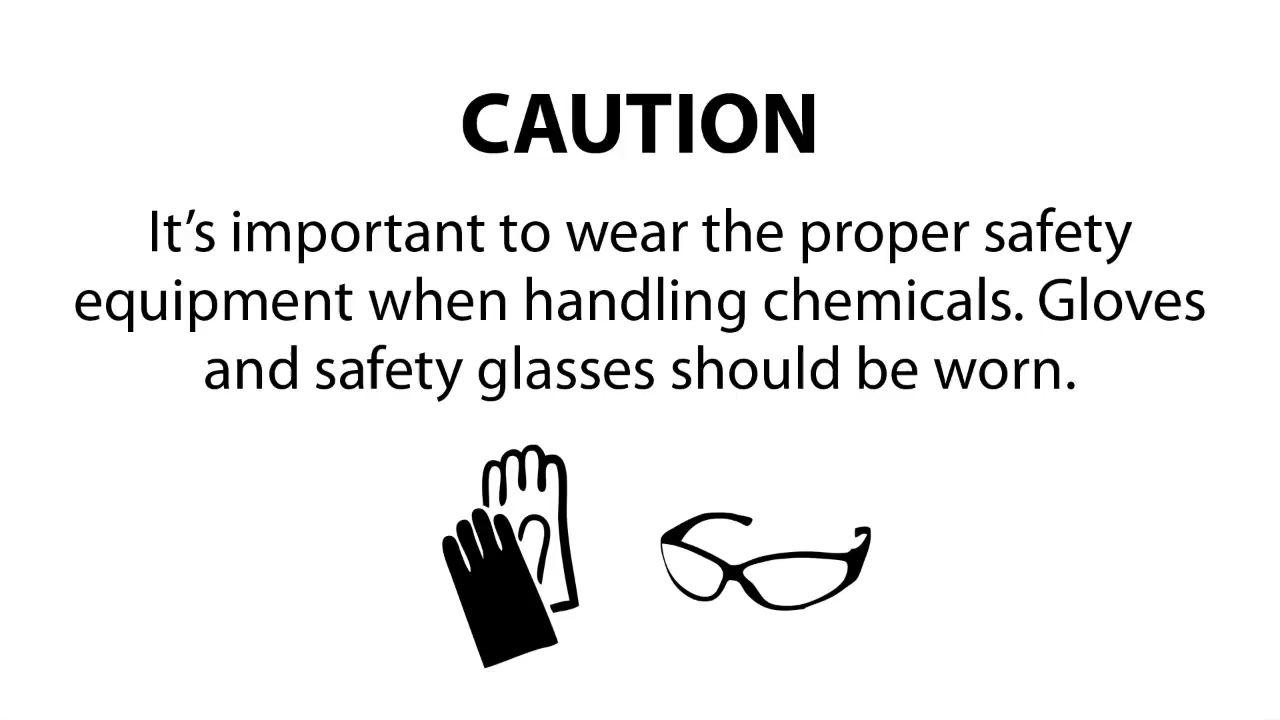 CAUTION
It’s important to wear the proper safety
equipment when handling chemicals. Gloves
and safety glasses should be worn.